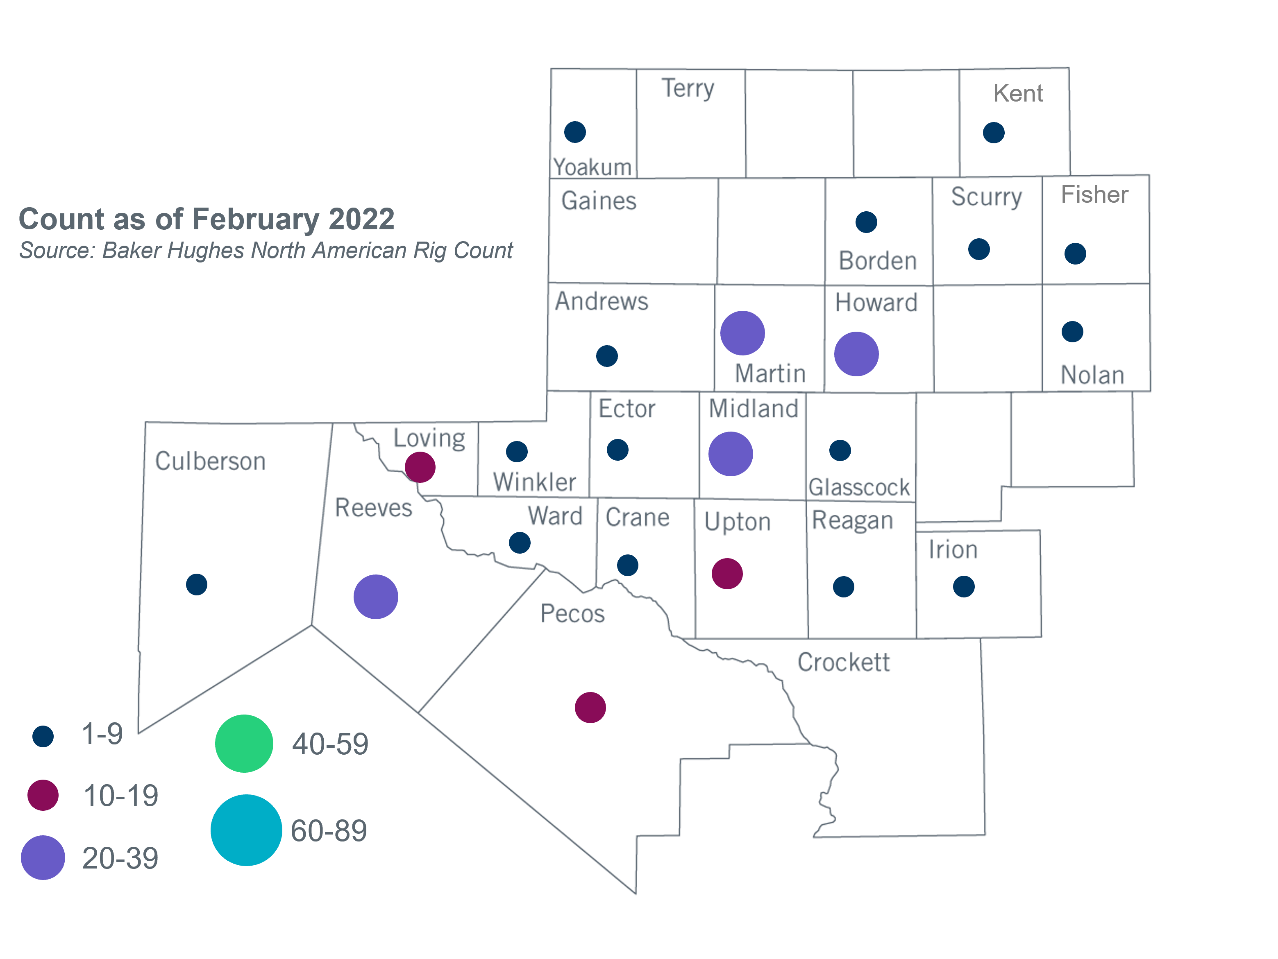 Terry
Kent
Yoakum
Gaines
Scurry
Fisher
Count as of February 2022
Source: Baker Hughes North American Rig Count
Borden
Andrews
Howard
Martin
Nolan
Ector
Midland
Loving
Culberson
Winkler
Glasscock
Reeves
Ward
Crane
Upton
Reagan
Irion
Pecos
Crockett
1-9
10-19
20-39
40-59
60-89